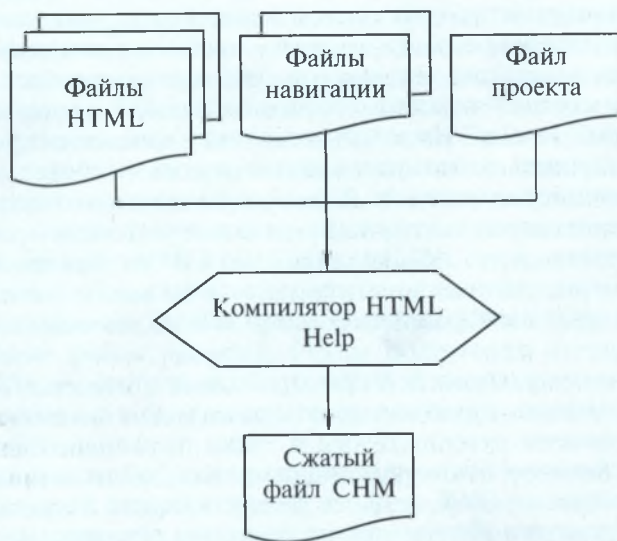 Файлы
HTML
Файлы
навигации
Файл
проекта
Компилятор HTML
Help
Сжатый
файл CHM